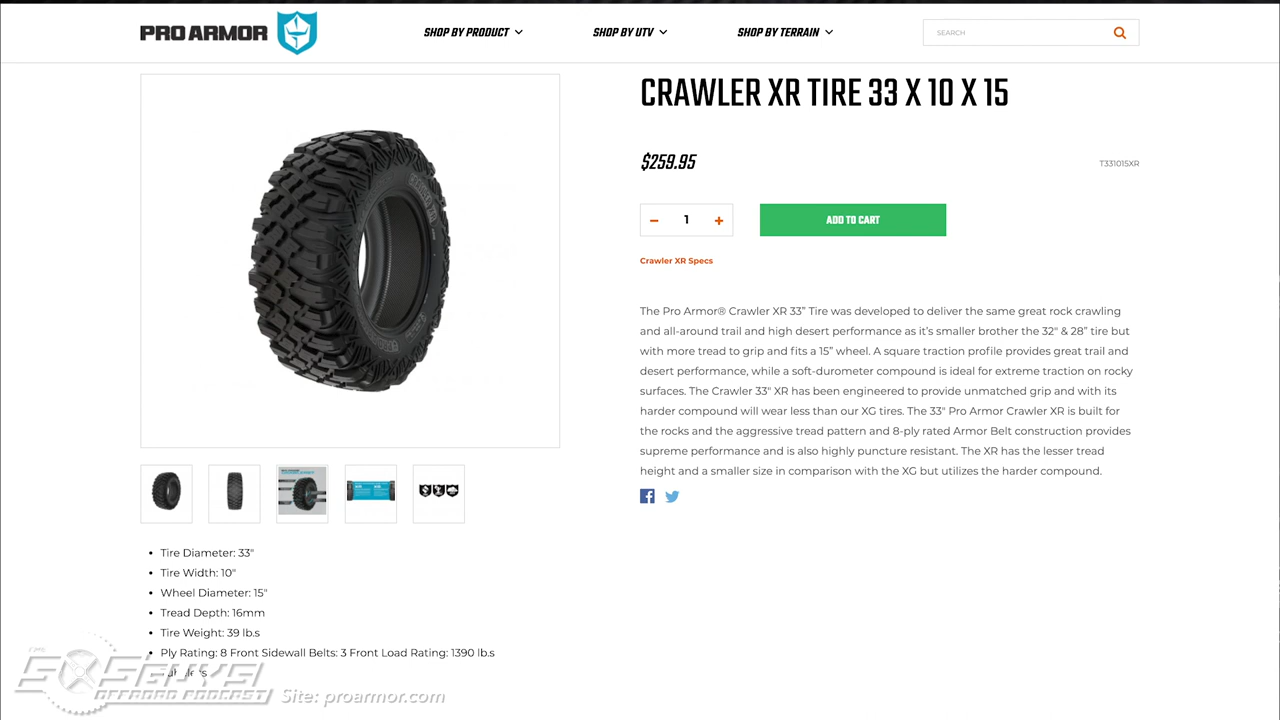 PRO ARMOR
SHOP BY PRODUCT
SHOP BY UTV
SHOP BY TERRAIN
SEARCH
CRAWLER XR TIRE 33 X 10 X 15
$259.95
T331015XR
1
ADD TO CART
Crawler XR Specs
The Pro Armor® Crawler XR 33” Tire was developed to deliver the same great rock crawling
and all-around trail and high desert performance as it’s smaller brother the 32" & 28” tire but
with more tread to grip and fits a 15” wheel. A square traction profile provides great trail and
desert performance, while a soft-durometer compound is ideal for extreme traction on rocky
surfaces. The Crawler 33" XR has been engineered to provide unmatched grip and with its
harder compound will wear less than our XG tires. The 33" Pro Armor Crawler XR is built for
the rocks and the aggressive tread pattern and 8-ply rated Armor Belt construction provides
supreme performance and is also highly puncture resistant. The XR has the lesser tread
height and a smaller size in comparison with the XG but utilizes the harder compound.
Tire Diameter: 33"
Tire Width: 10"
Wheel Diameter: 15"
Tread Depth: 16mm
Tire Weight: 39 lb.s
Ply Rating: 8 Front Sidewall Belts: 3 Front Load Rating: 1390 lb.s
SXS GUYS
OFFROAD PODCAST
Site: proarmor.com